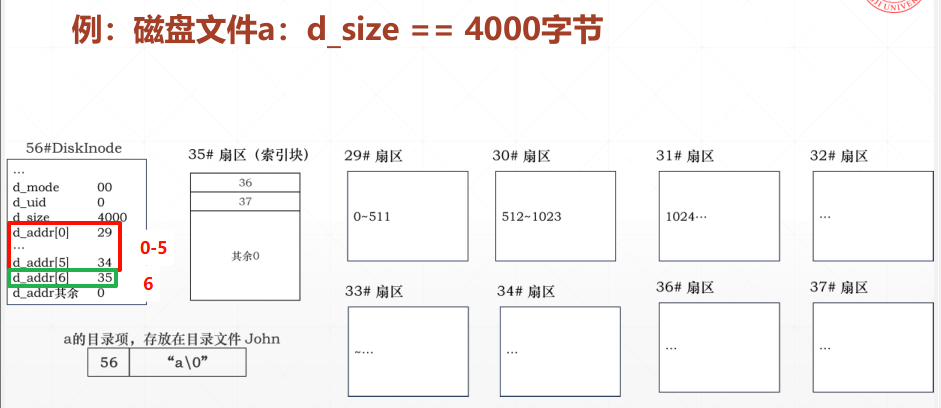 例：磁盘文件a：d_size == 4000字节
56#DiskInode
…
d_mode 00
d_uid 0
d_size 4000
d_addr[0] 29
…
d_addr[5] 34
d_addr[6] 35
d_addr其余 0
0-5
6
35# 扇区（索引块）
36
37
其余0
29# 扇区
0~511
30# 扇区
512~1023
31# 扇区
1024…
32# 扇区
…
33# 扇区
~…
34# 扇区
…
36# 扇区
…
37# 扇区
…
a的目录项，存放在目录文件 John
56 “a\0”